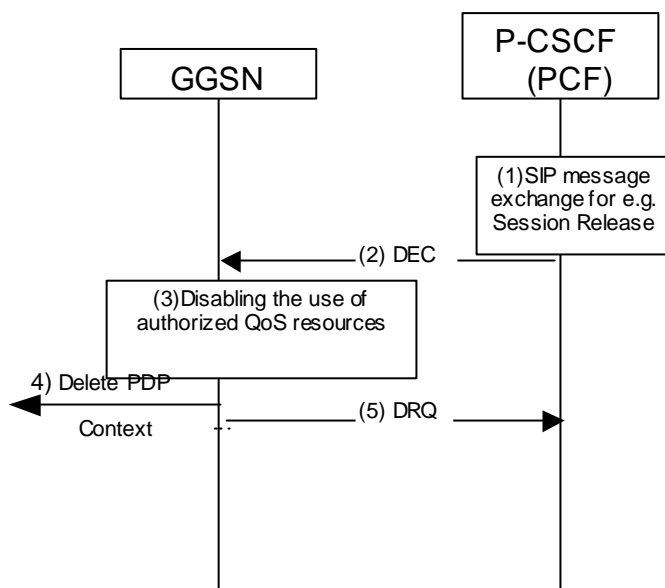 GGSN
P-CSCF
(PCF)
(1)SIP message
exchange for e.g.
Session Release
(2) DEC
(3)Disabling the use of
authorized QoS resources
4) Delete PDP
Context
(5) DRQ